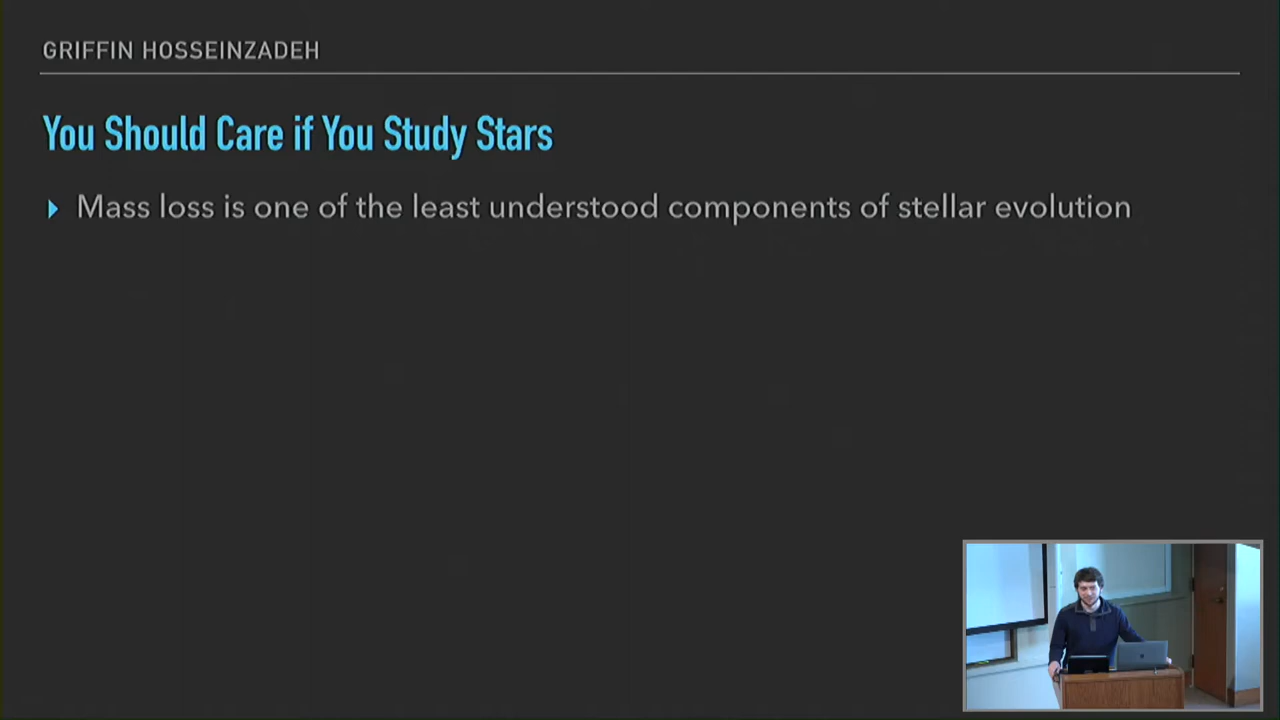 GRIFFIN HOSSEINZADEH
You Should Care if You Study Stars
Mass loss is one of the least understood components of stellar evolution